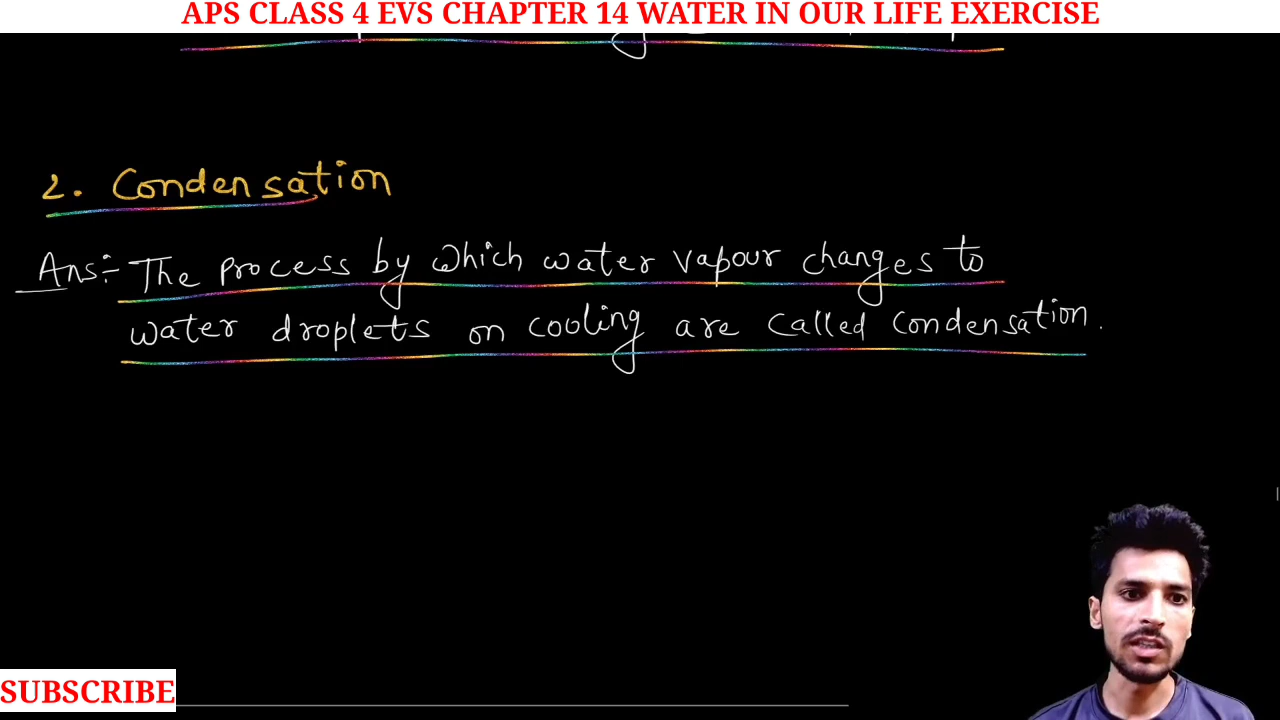 APS CLASS 4 EVS CHAPTER 14 WATER IN OUR LIFE EXERCISE
2. Condensation
Ans:- The process by which water vapour changes to
water droplets on cooling are called condensation.
SUBSCRIBE